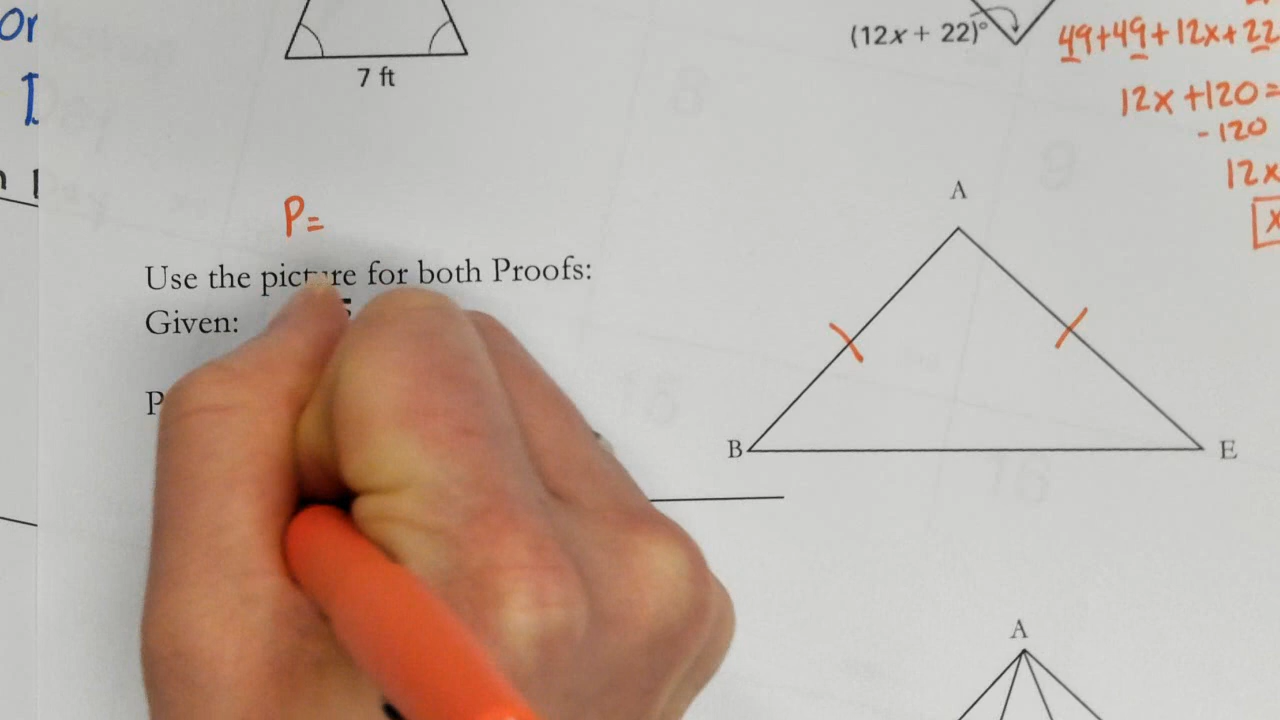 Or
(12x + 22)°
49+49+12x+22
7 ft
12x +120=
-120
12x
x
P=
A
Use the picture for both Proofs:
Given:
P
B
E
A